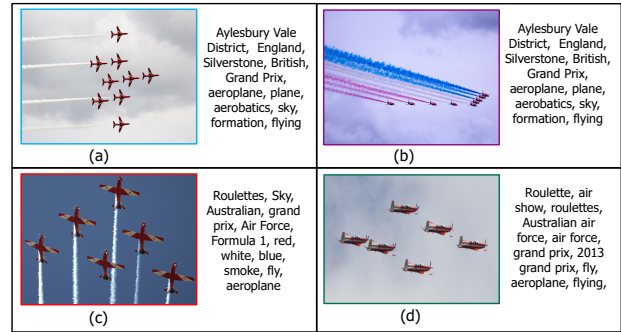 Aylesbury Vale
District, England,
Silverstone, British,
Grand Prix,
aeroplane, plane,
aerobatics, sky,
formation, flying
(a)
Aylesbury Vale
District, England,
Silverstone, British,
Grand Prix,
aeroplane, plane,
aerobatics, sky,
formation, flying
(b)
Roulettes, Sky,
Australian, grand
prix, Air Force,
Formula 1, red,
white, blue,
smoke, fly,
aeroplane
(c)
Roulette, air
show, roulettes,
Australian air
force, air force,
grand prix, 2013
grand prix, fly,
aeroplane, flying,
(d)